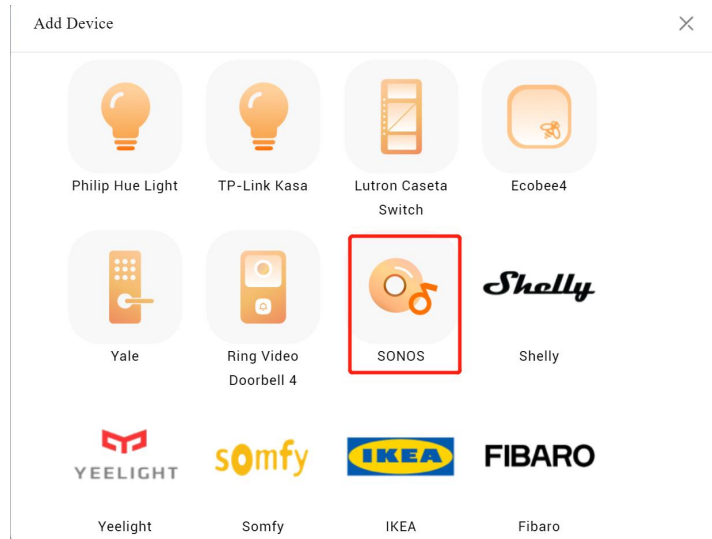 Add Device
Philip Hue Light
TP-Link Kasa
Lutron Caseta
Switch
Ecobee4
Yale
Ring Video
Doorbell 4
SONOS
Shelly
Shelly
YEELIGHT
somfy
IKEA
FIBARO
Yeelight
Somfy
IKEA
Fibaro